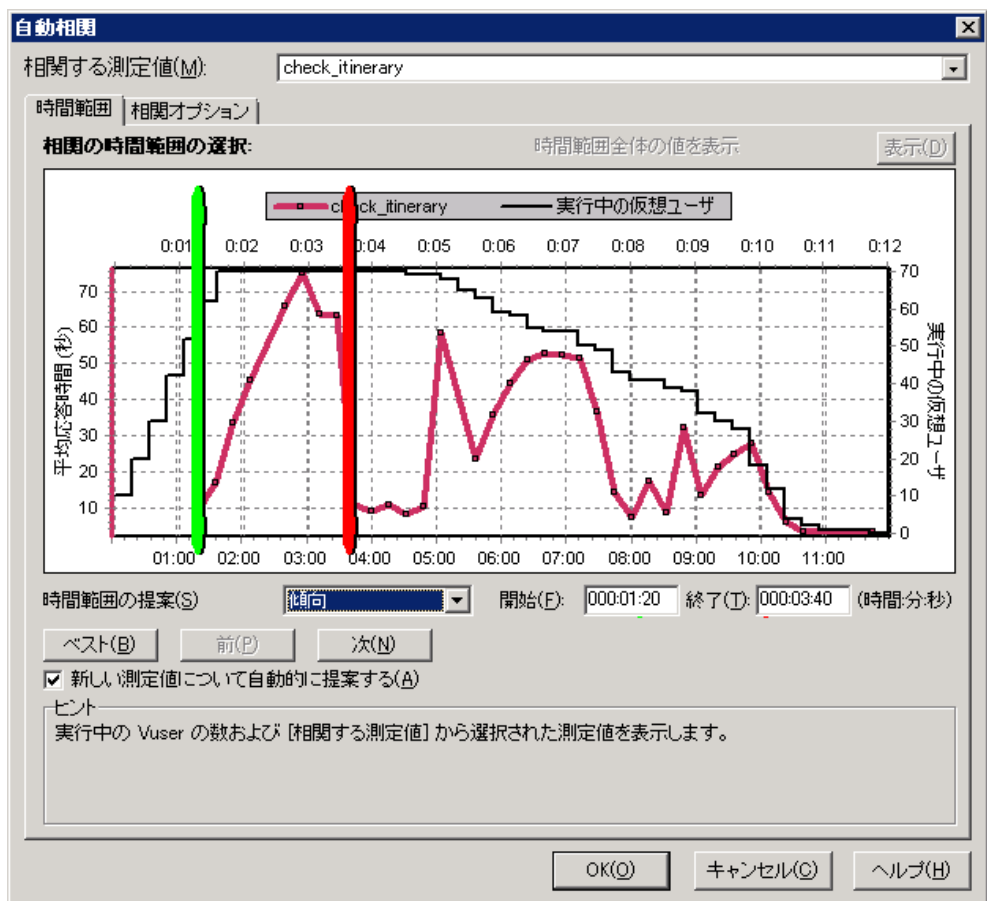 自動相関
相関する測定値(M): check_itinerary
時間範囲 相関オプション
相関の時間範囲の選択: 時間範囲全体の値を表示 表示(D)
check_itinerary 実行中の仮想ユーザ
0:01 0:02 0:03 0:04 0:05 0:06 0:07 0:08 0:09 0:10 0:11 0:12
平均応答時間(秒)
70
60
50
40
30
20
10
70
60
50
40
30
20
10
0
実行中の仮想ユーザ
01:00 02:00 03:00 04:00 05:00 06:00 07:00 08:00 09:00 10:00 11:00
時間範囲の提案(S) 傾向 開始(F): 000:01:20 終了(T): 000:03:40 (時間:分:秒)
ベスト(B) 前(P) 次(N)
新しい測定値について自動的に提案する(A)
ヒント
実行中の Vuser の数および [相関する測定値] から選択された測定値を表示します。
OK(O) キャンセル(C) ヘルプ(H)